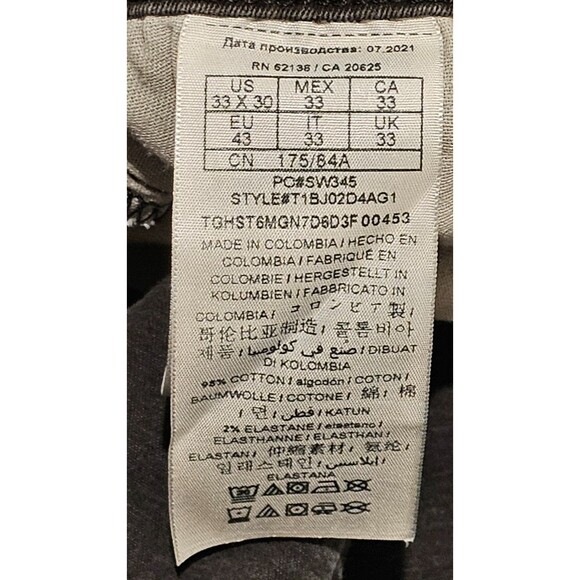 Дата производства: 07.2021
RN 62138 / CA 20625
US MEX CA
33 X 30 33 33
EU IT UK
43 33 33
CN 175/84A
PC#SW345
STYLE#T1BJ02D4AG1
TGHST6MGN7D6D3F 00453
MADE IN COLOMBIA / HECHO EN
COLOMBIA / FABRIQUÉ EN
COLOMBIE / HERGESTELLT IN
KOLUMBIEN / FABBRICATO IN
COLOMBIA / コロンビア製 /
哥伦比亚制造 / 콜롬비아
제품 / صنع في كولومبيا / DIBUAT
DI KOLOMBIA
98% COTTON / algodón / COTON /
BAUMWOLLE / COTONE / 綿 / 棉
/ 면 / قطن / KATUN
2% ELASTANE / elastano /
ELASTHANNE / ELASTHAN /
ELASTAN / 伸縮素材 / 氨纶 /
일래스테인 / إيلاستين /
ELASTANA